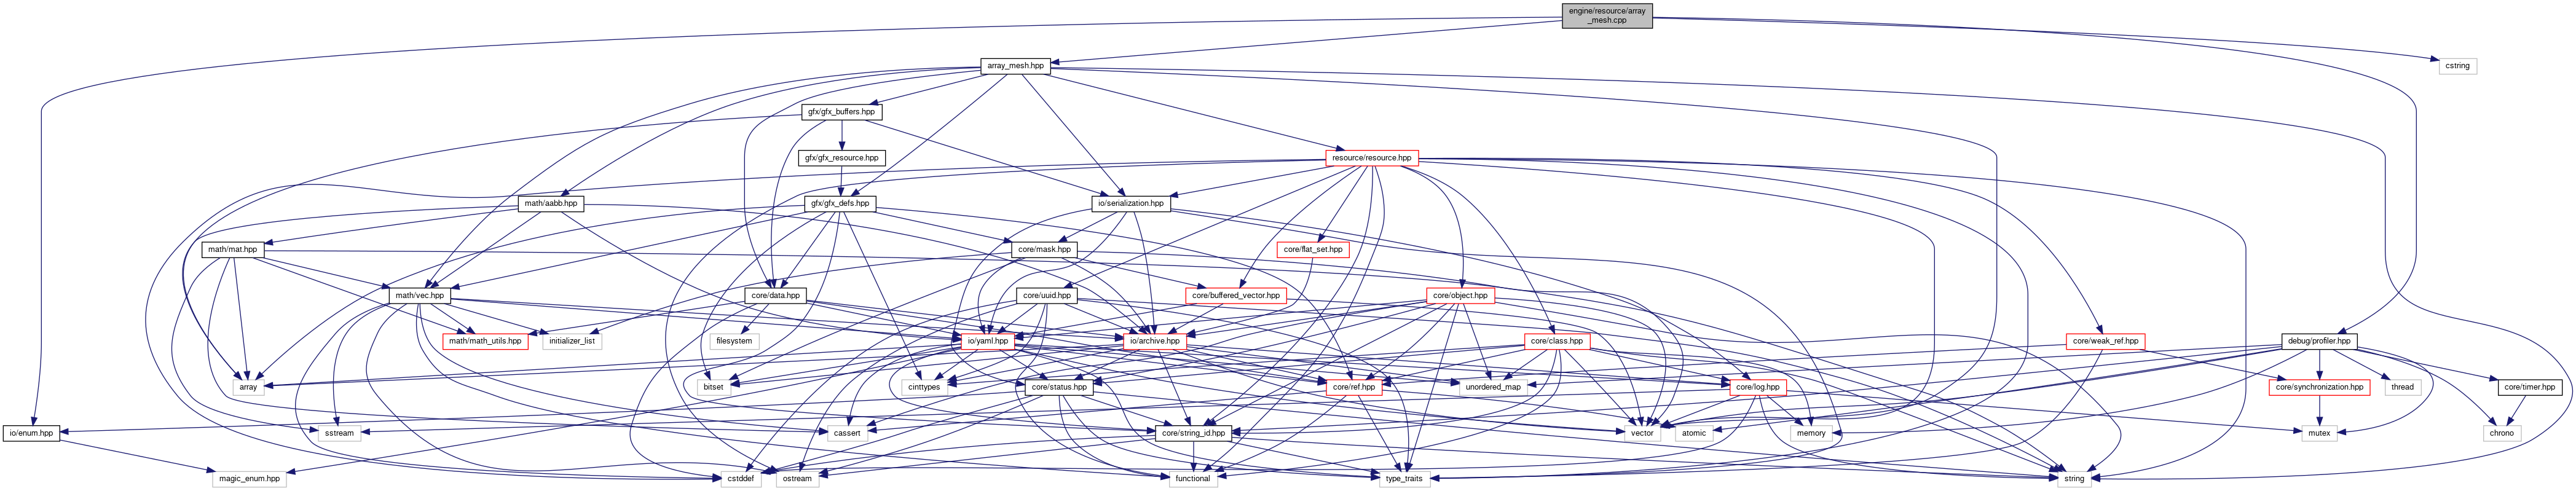 engine/resource/array
_mesh.cpp
array_mesh.hpp
cstring
gfx/gfx_buffers.hpp
gfx/gfx_resource.hpp
resource/resource.hpp
math/aabb.hpp
gfx/gfx_defs.hpp
io/serialization.hpp
math/mat.hpp
core/mask.hpp
core/flat_set.hpp
math/vec.hpp
core/data.hpp
core/uuid.hpp
core/buffered_vector.hpp
core/object.hpp
math/math_utils.hpp
initializer_list
filesystem
io/yaml.hpp
io/archive.hpp
core/class.hpp
core/weak_ref.hpp
debug/profiler.hpp
array
bitset
cinttypes
core/status.hpp
core/ref.hpp
unordered_map
core/log.hpp
core/synchronization.hpp
thread
core/timer.hpp
io/enum.hpp
sstream
cassert
core/string_id.hpp
vector
atomic
memory
mutex
chrono
magic_enum.hpp
cstddef
ostream
functional
type_traits
string